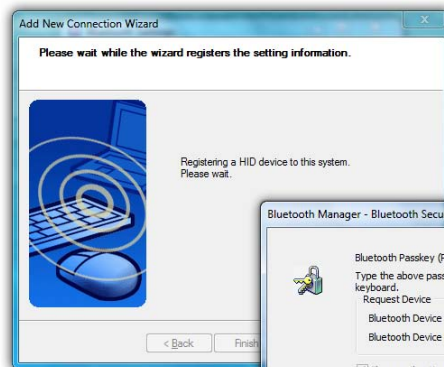 Add New Connection Wizard
Please wait while the wizard registers the setting information.
Registering a HID device to this system.
Please wait.
Bluetooth Manager - Bluetooth Secu
Bluetooth Passkey (
Type the above pass
keyboard.
Request Device
Bluetooth Device
Bluetooth Device
< Back
Finish